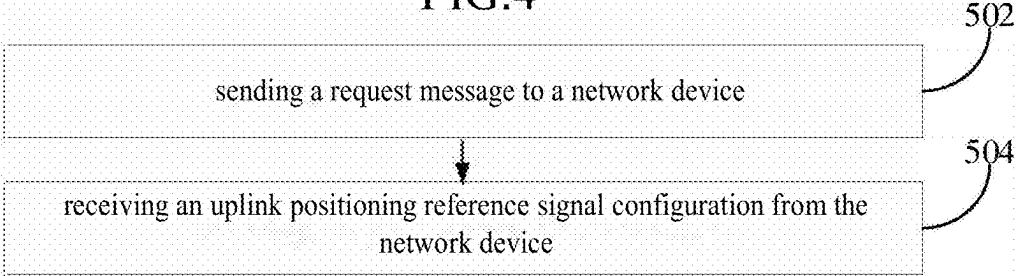 FIG.4
502
sending a request message to a network device
504
receiving an uplink positioning reference signal configuration from the
network device